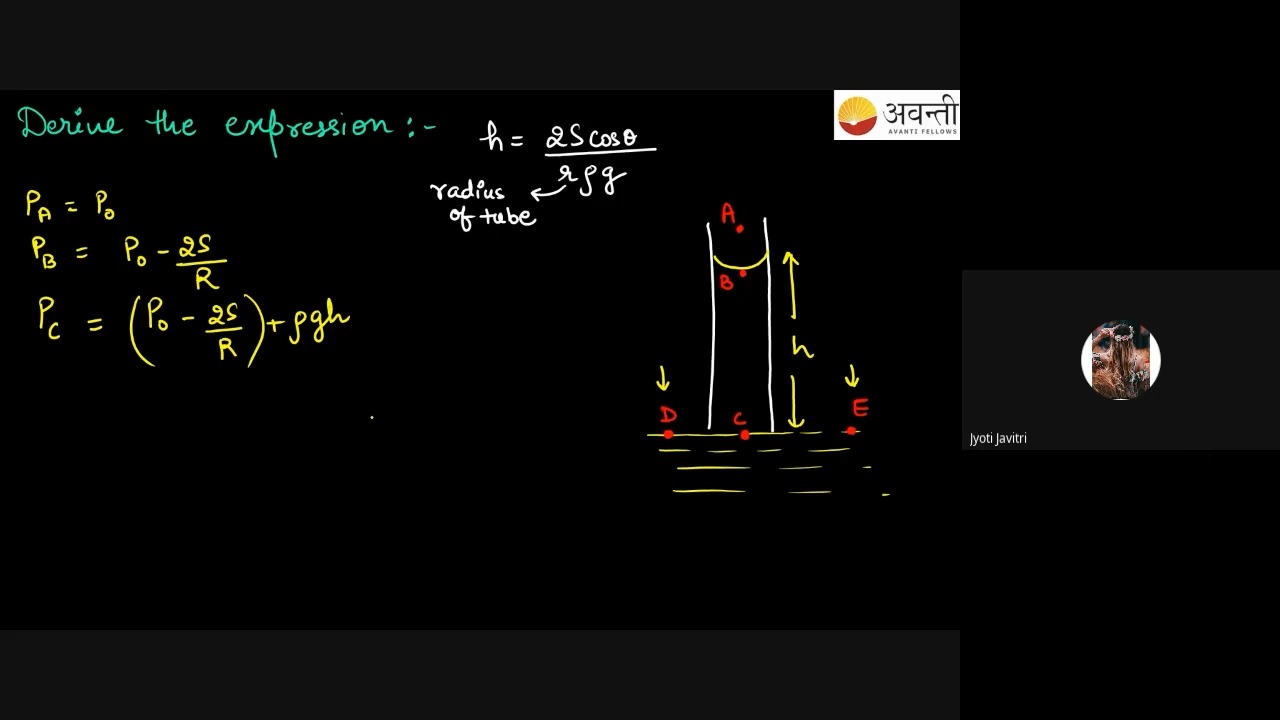 Derive the expression :-
h = 2S cosθ / rρg
radius of tube
अवन्ती
AVANTI FELLOWS
P_A = P_0
P_B = P_0 - 2S/R
P_C = (P_0 - 2S/R) + ρgh
A
B
h
D
C
E
Jyoti Javitri